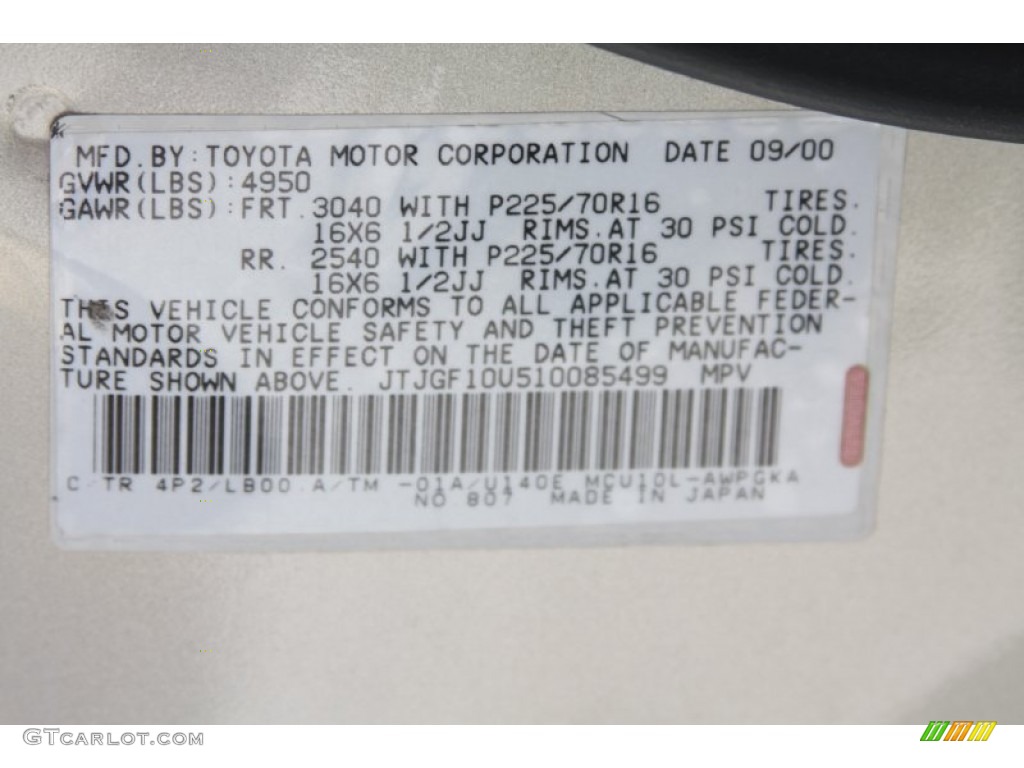 MFD.BY:TOYOTA MOTOR CORPORATION DATE 09/00
GVWR(LBS):4950
GAWR(LBS):FRT.3040 WITH P225/70R16 TIRES.
16X6 1/2JJ RIMS.AT 30 PSI COLD.
RR. 2540 WITH P225/70R16 TIRES.
16X6 1/2JJ RIMS.AT 30 PSI COLD.
THIS VEHICLE CONFORMS TO ALL APPLICABLE FEDER-
AL MOTOR VEHICLE SAFETY AND THEFT PREVENTION
STANDARDS IN EFFECT ON THE DATE OF MANUFAC-
TURE SHOWN ABOVE. JTJGF10U510085499 MPV
C/TR 4P2/LB00.A/TM -01A/U140E MCU10L-AWPGKA
NO.807 MADE IN JAPAN
GTCARLOT.COM